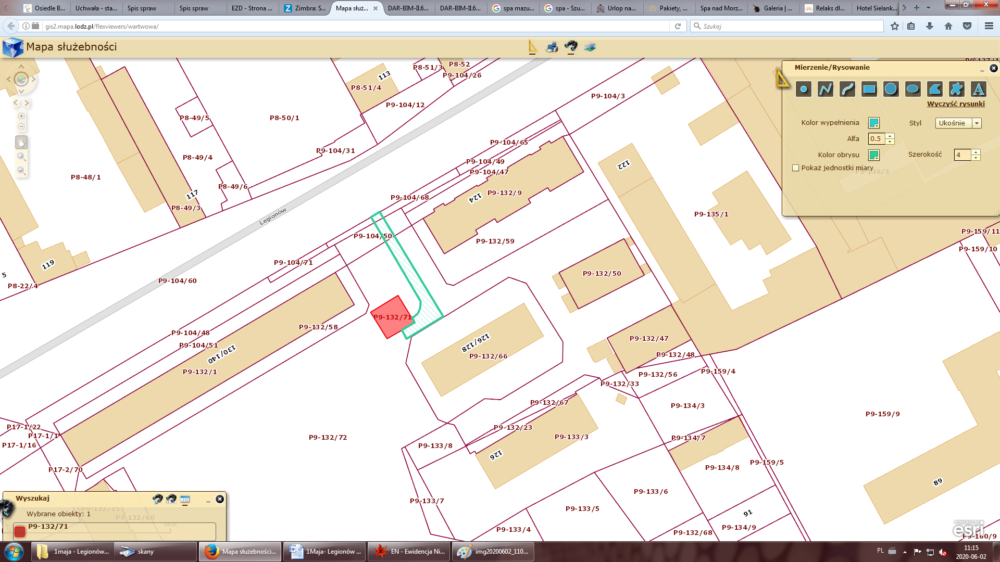 Osiedle B...
Uchwała - sta...
Spis spraw
Spis spraw
EZD - Strona ...
Zimbra: S...
Mapa służ...
DAR-BIM-II.6...
DAR-BIM-II.6...
spa mazu...
spa - Szu...
Urlop na...
Pakiety, ...
Spa nad Morz...
Galeria | ...
Relaks dl...
Hotel Sielank...
gis2.mapa.lodz.pl/flexviewers/wartwowa/
Szukaj
Mapa służebności
Mierzenie/Rysowanie
Wyczyść rysunki
Kolor wypełnienia
Styl
Ukośnie
Alfa
0.5
Kolor obrysu
Szerokość
4
Pokaż jednostki miary
P9-136/3
P8-51/3
P8-52
P9-104/26
113
P8-51/4
P9-104/12
P9-104/3
P8-49/5
P8-50/1
P9-104/65
P9-104/31
P8-49/4
P9-104/49
122
P9-104/47
P8-48/1
P8-49/6
P9-132/9
117
124
P9-104/68
P8-49/3
Legionów
P9-135/1
P9-159/11
P9-104/50
P9-132/59
P9-159/10
119
P9-104/71
5
P9-132/50
P9-104/60
P8-22/4
P9-132/71
P9-132/58
P9-104/48
P9-104/51
130/140
126/128
P9-132/66
P9-132/47
P9-132/48
P9-132/1
P9-132/56
P9-159/4
P9-132/33
P9-132/67
P9-134/3
P9-159/9
P17-1/22
P17-1/1
P9-132/23
P17-1/16
P9-132/72
P9-133/8
P9-133/3
P9-134/7
126
P17-2/70
P9-134/8
P9-159/5
89
P9-133/6
P9-133/7
P9-133/5
91
P9-133/4
P9-132/68
P9-134/9
P9-160/9
Wyszukaj
P9-132/15
Wybrane obiekty: 1
P9-132/60
P9-132/71
50 m
POWERED BY
esri
1maja - Legionów...
skany
Mapa służebności...
1Maja- Legionów ...
EN - Ewidencja Ni...
img20200602_110...
PL
11:15
2020-06-02